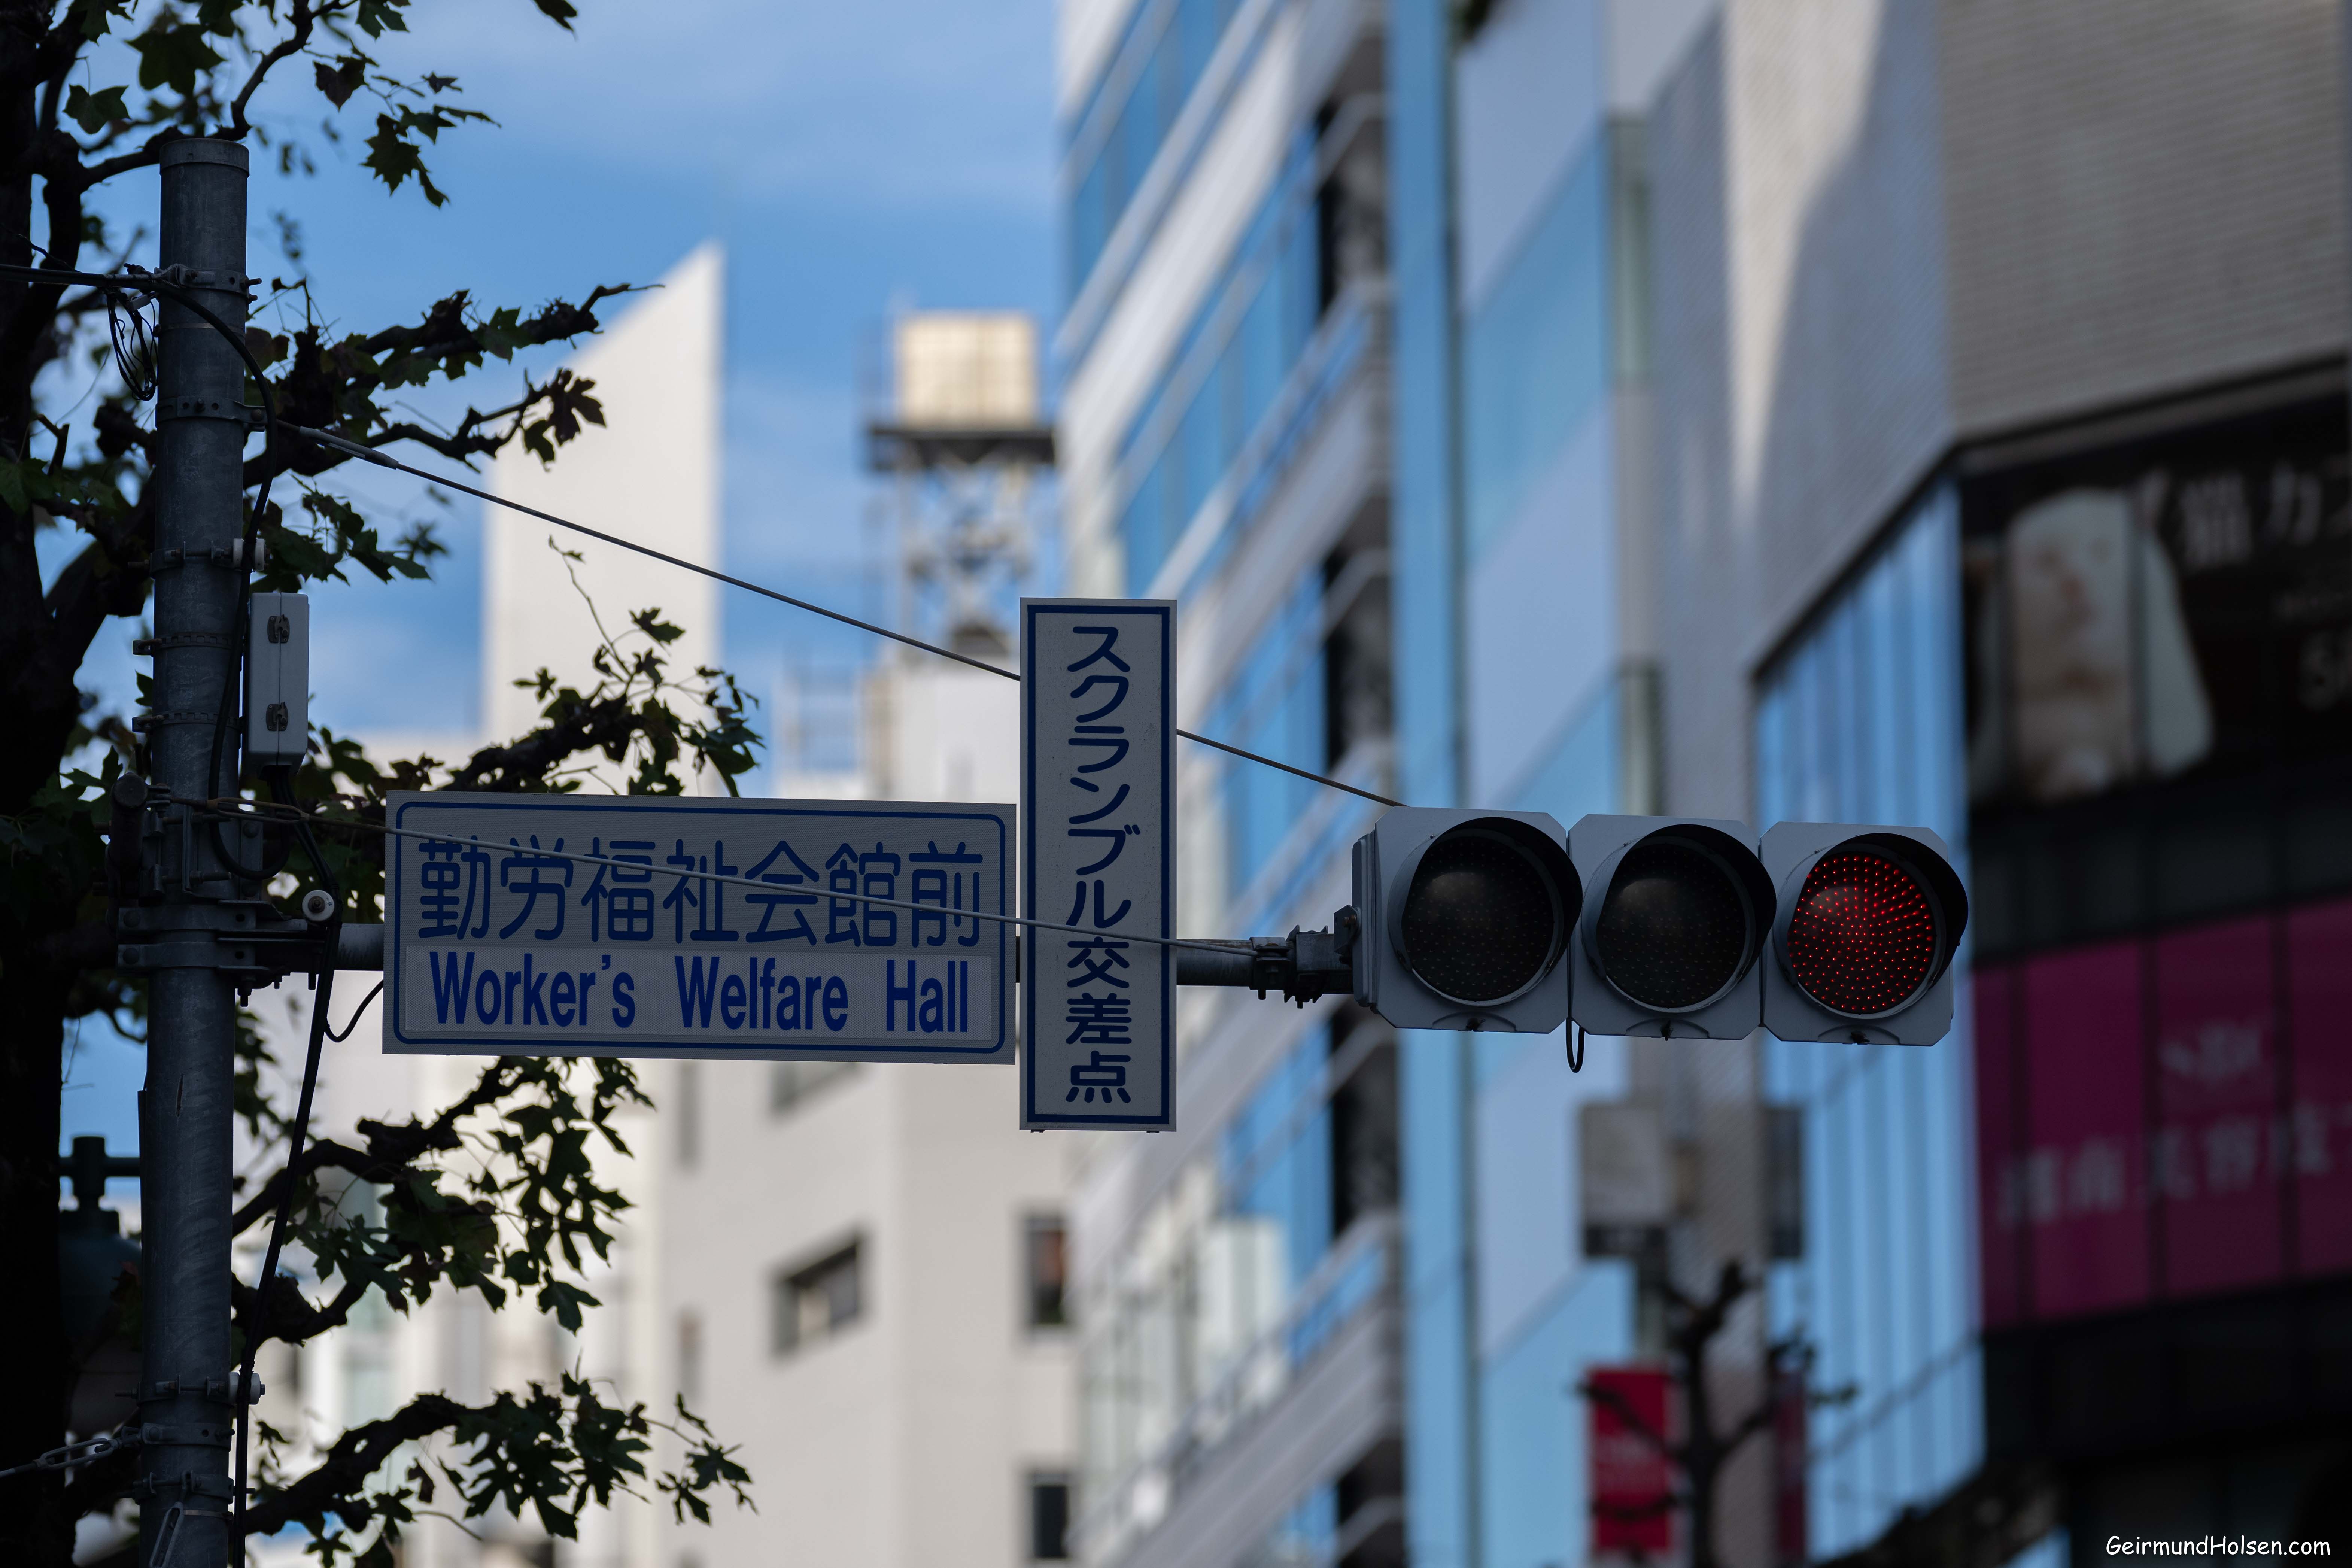 勤労福祉会館前
Worker's Welfare Hall
スクランブル交差点
GeirmundHolsen.com